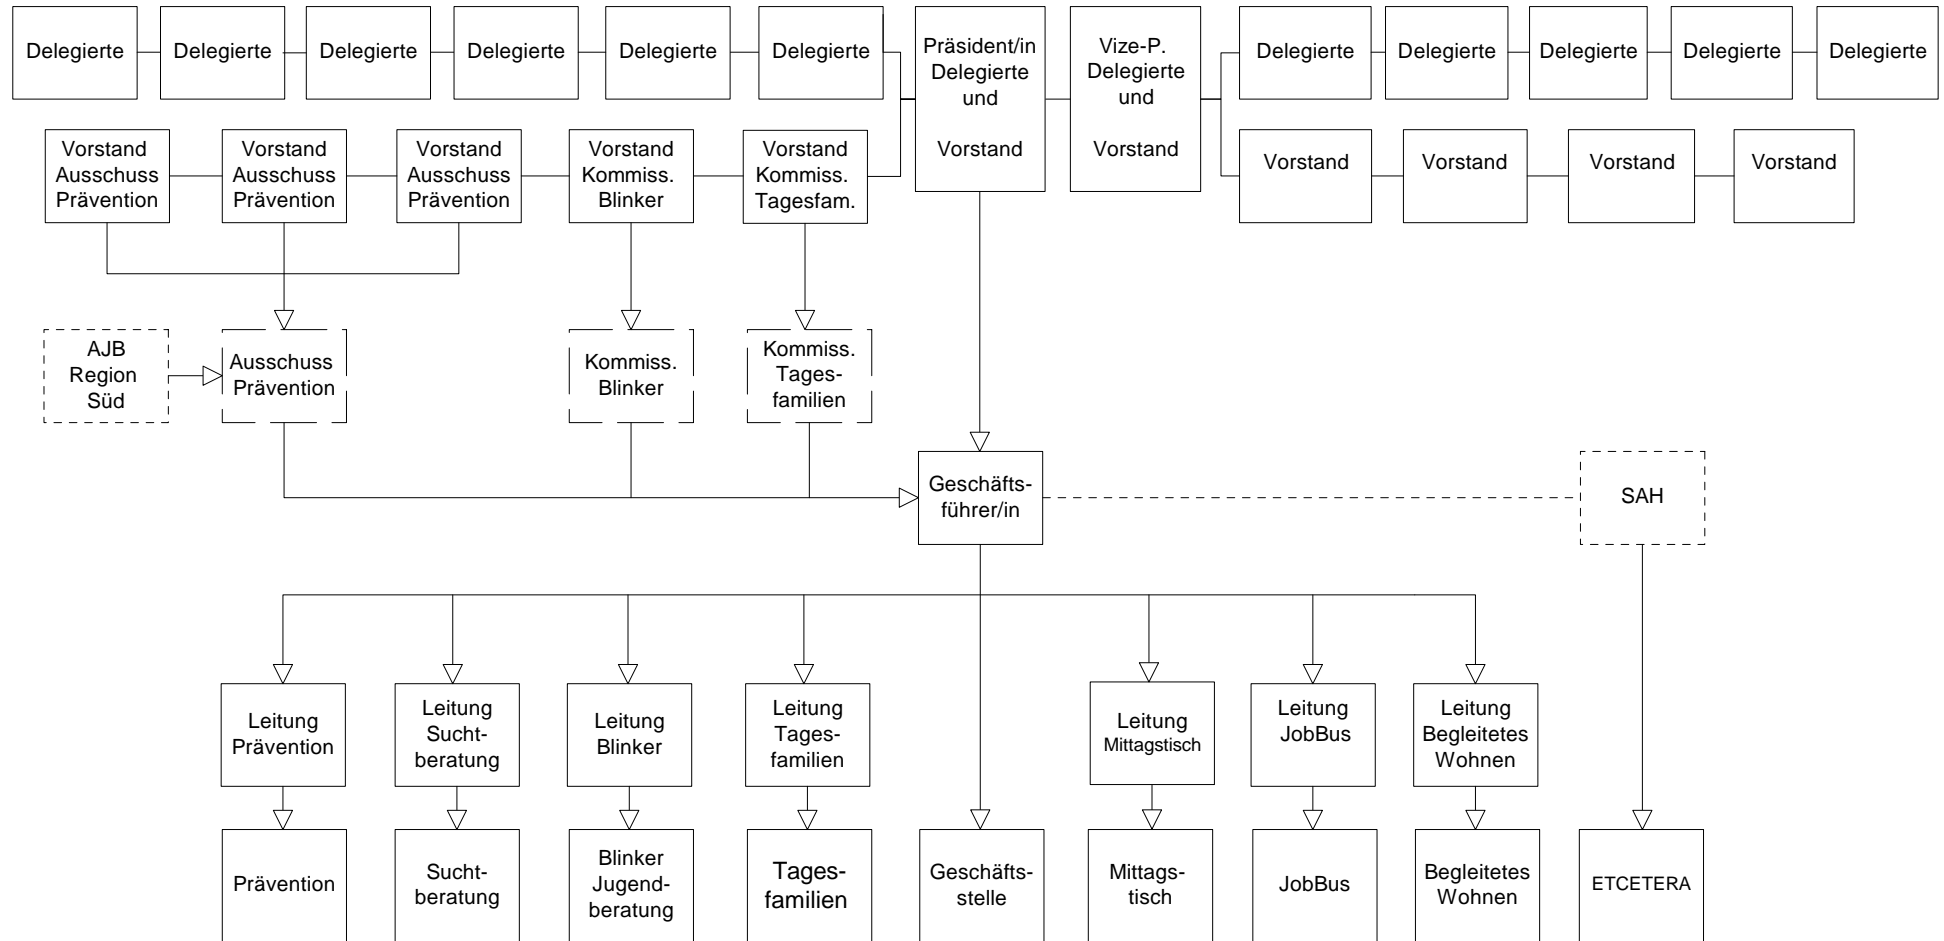 Delegierte
Delegierte
Delegierte
Delegierte
Delegierte
Delegierte
Präsident/in
Delegierte
und
Vorstand
Vize-P.
Delegierte
und
Vorstand
Delegierte
Delegierte
Delegierte
Delegierte
Delegierte
Vorstand
Ausschuss
Prävention
Vorstand
Ausschuss
Prävention
Vorstand
Ausschuss
Prävention
Vorstand
Kommiss.
Blinker
Vorstand
Kommiss.
Tagesfam.
Vorstand
Vorstand
Vorstand
Vorstand
AJB
Region
Süd
Ausschuss
Prävention
Kommiss.
Blinker
Kommiss.
Tages-
familien
Geschäfts-
führer/in
SAH
Leitung
Prävention
Leitung
Sucht-
beratung
Leitung
Blinker
Leitung
Tages-
familien
Leitung
Mittagstisch
Leitung
JobBus
Leitung
Begleitetes
Wohnen
Prävention
Sucht-
beratung
Blinker
Jugend-
beratung
Tages-
familien
Geschäfts-
stelle
Mittags-
tisch
JobBus
Begleitetes
Wohnen
ETCETERA